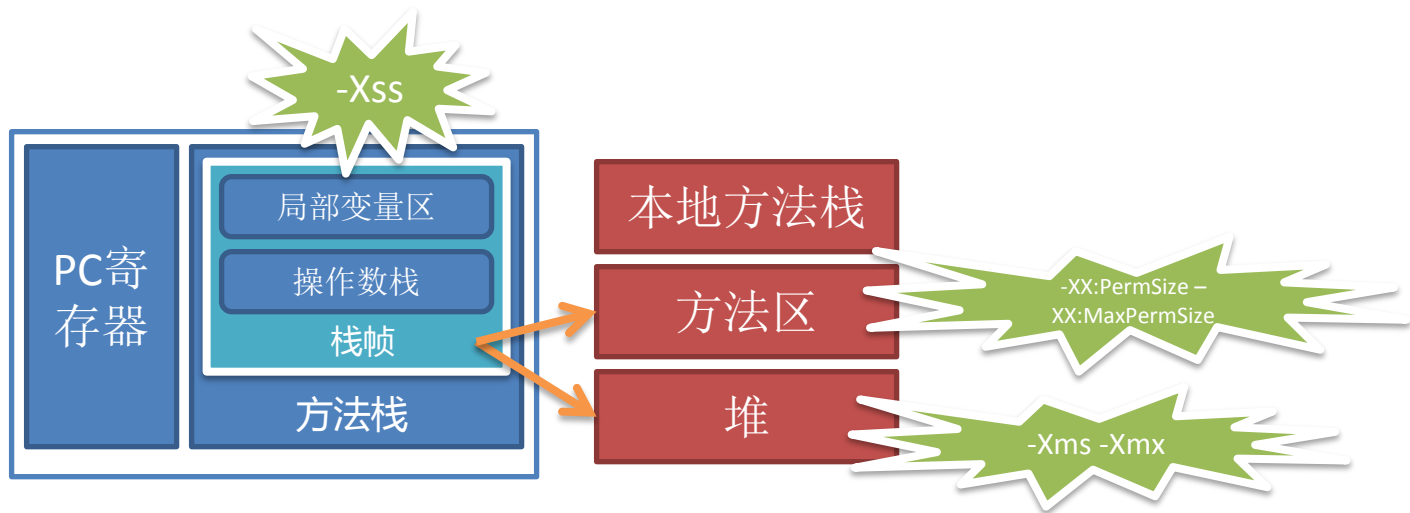 -Xss
PC寄
存器
局部变量区
操作数栈
栈帧
方法栈
本地方法栈
方法区
堆
-XX:PermSize –
XX:MaxPermSize
-Xms -Xmx